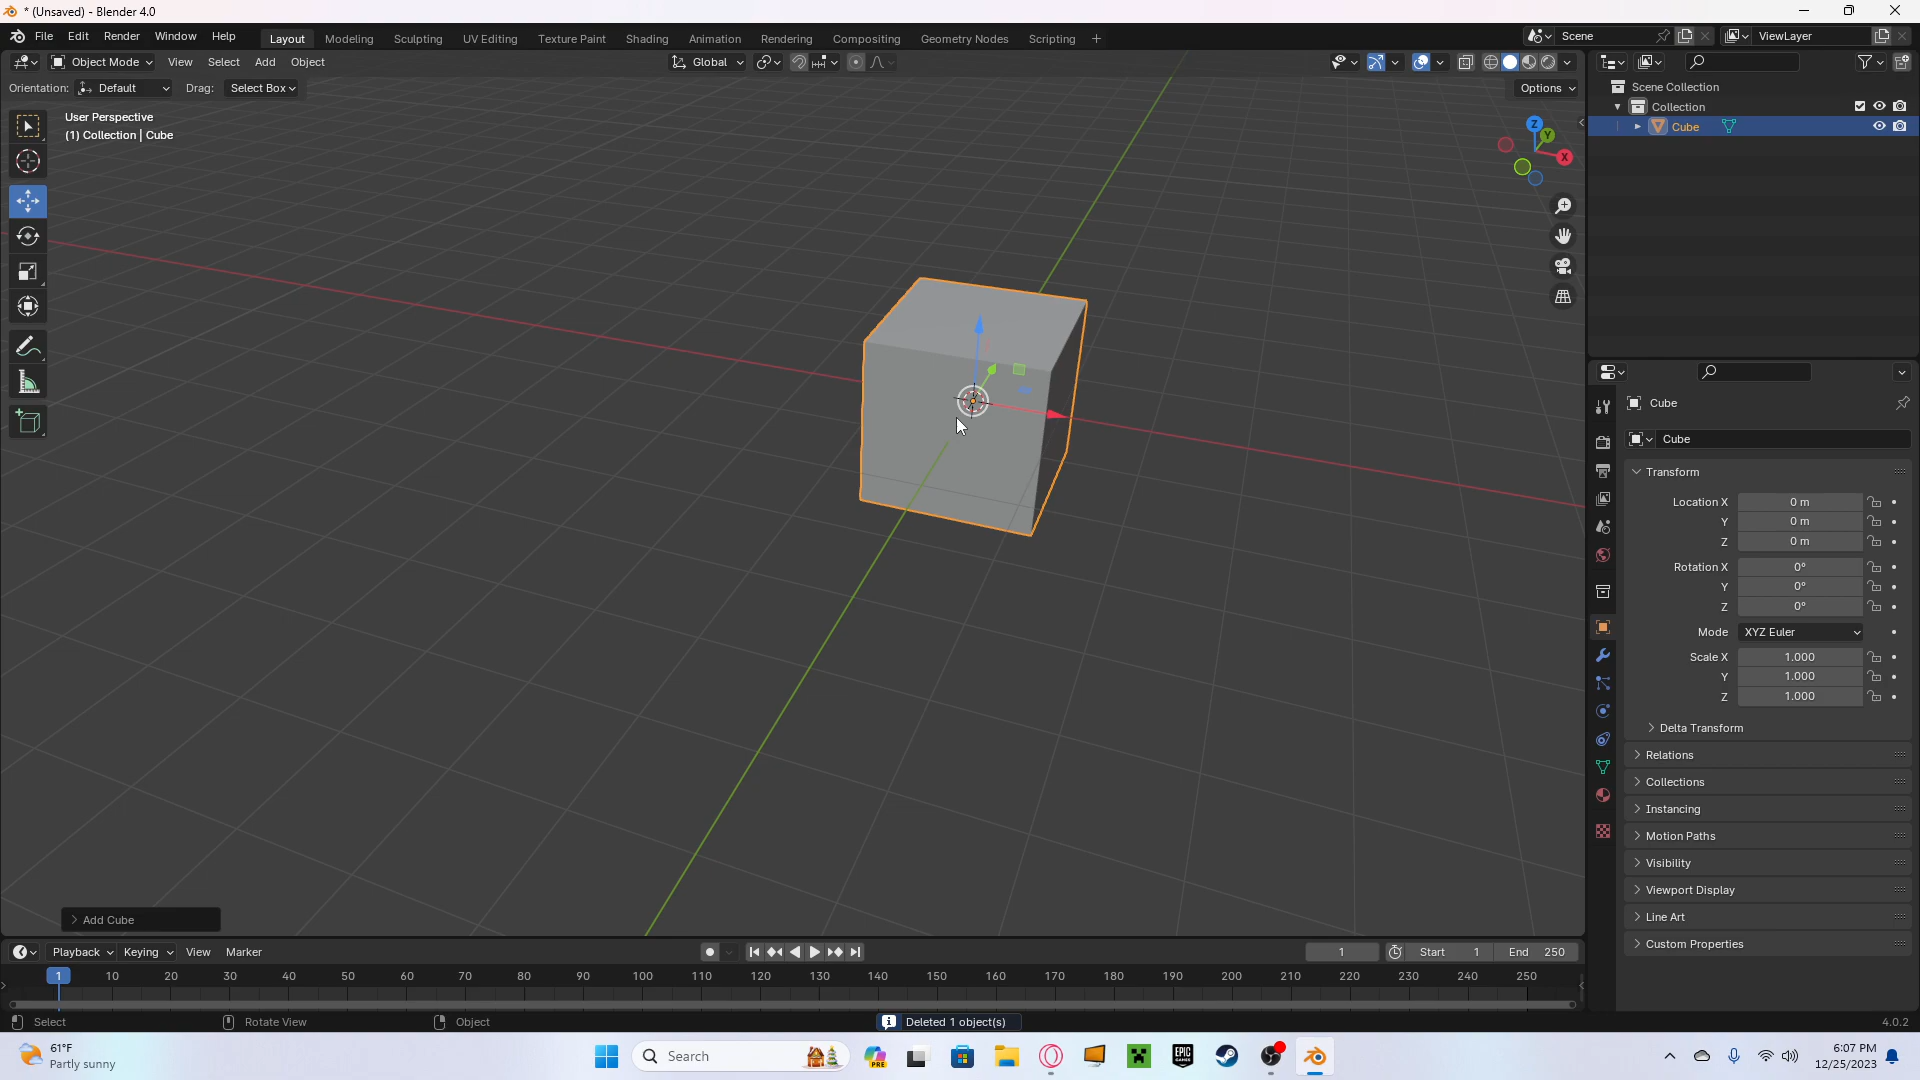 * (Unsaved) - Blender 4.0
File Edit Render Window Help Layout Modeling Sculpting UV Editing Texture Paint Shading Animation Rendering Compositing Geometry Nodes Scripting + Scene ViewLayer
Object Mode View Select Add Object Global
Orientation: Default Drag: Select Box Options
User Perspective
(1) Collection | Cube
Z
Y
X
Scene Collection
Collection
Cube
Cube
Cube
Transform
Location X 0 m
Y 0 m
Z 0 m
Rotation X 0°
Y 0°
Z 0°
Mode XYZ Euler
Scale X 1.000
Y 1.000
Z 1.000
Delta Transform
Relations
Collections
Instancing
Motion Paths
Visibility
Viewport Display
Line Art
Custom Properties
Add Cube
Playback Keying View Marker 1 Start 1 End 250
1 10 20 30 40 50 60 70 80 90 100 110 120 130 140 150 160 170 180 190 200 210 220 230 240 250
Select Rotate View Object Deleted 1 object(s) 4.0.2
61°F
Partly sunny
Search
PRE
EPIC
GAMES
6:07 PM
12/25/2023